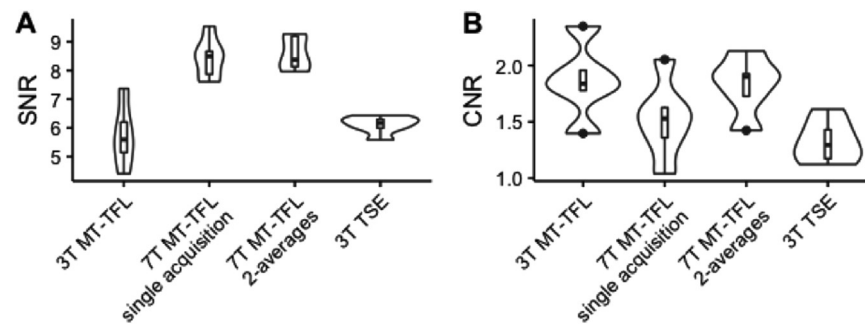 A
SNR
9
8
7
6
5
3T MT-TFL
7T MT-TFL
single acquisition
7T MT-TFL
2-averages
3T TSE
B
CNR
2.0
1.5
1.0
3T MT-TFL
7T MT-TFL
single acquisition
7T MT-TFL
2-averages
3T TSE